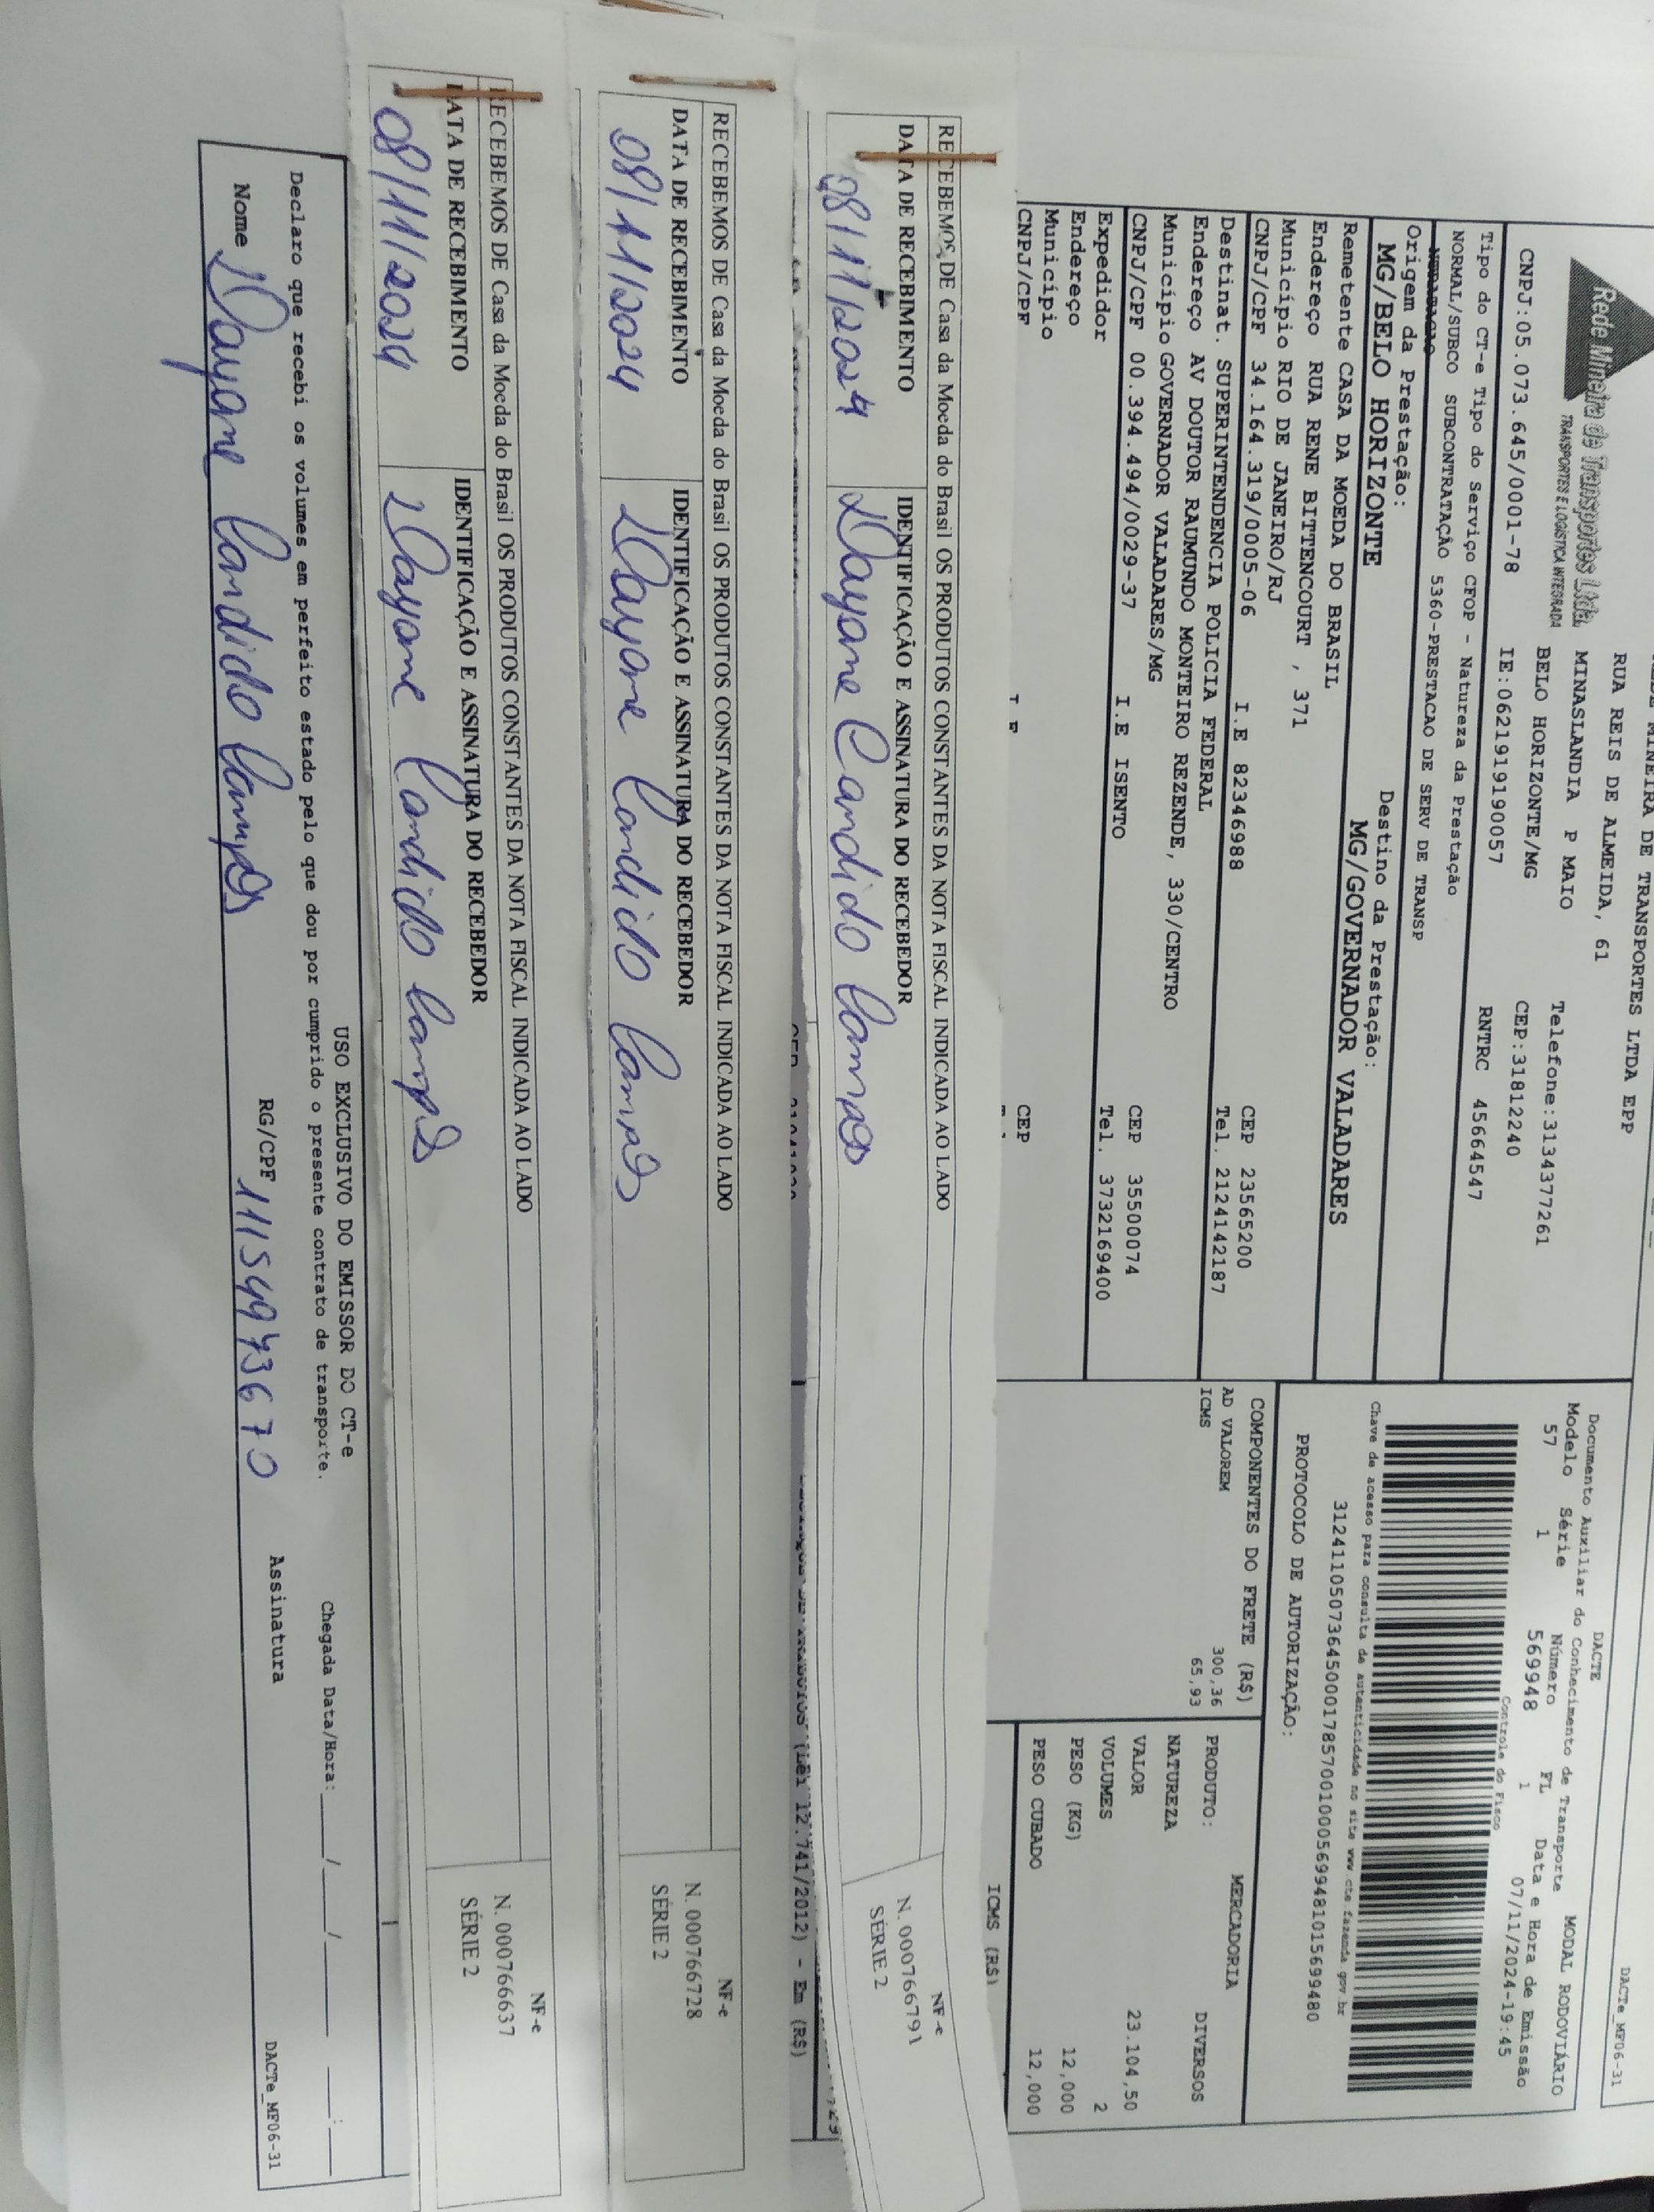 DACTe_MF06-31
MINEIRA DE TRANSPORTES LTDA EPP
RUA REIS DE ALMEIDA, 61
MINASLANDIA P MAIO
BELO HORIZONTE/MG
Telefone:3134377261
CEP:31812240
Rede Mineira de Transportes Ltda.
TRANSPORTES E LOGÍSTICA INTEGRADA
CNPJ:05.073.645/0001-78
IE:0621919190057
RNTRC 45664547
Tipo do CT-e Tipo do Serviço CFOP - Natureza da Prestação
NORMAL/SUBCO SUBCONTRATAÇÃO 5360-PRESTACAO DE SERV DE TRANSP
Origem da Prestação:
MG/BELO HORIZONTE
Destino da Prestação:
MG/GOVERNADOR VALADARES
Remetente CASA DA MOEDA DO BRASIL
Endereço RUA RENE BITTENCOURT , 371
Município RIO DE JANEIRO/RJ
CEP 23565200
CNPJ/CPF 34.164.319/0005-06 I.E 82346988
Tel. 2124142187
Destinat. SUPERINTENDENCIA POLICIA FEDERAL
Endereço AV DOUTOR RAUMUNDO MONTEIRO REZENDE, 330/CENTRO
Município GOVERNADOR VALADARES/MG
CEP 35500074
CNPJ/CPF 00.394.494/0029-37 I.E ISENTO
Tel. 3732169400
Expedidor
Endereço
Município
CEP
CNPJ/CPF
DACTE
Documento Auxiliar do Conhecimento de Transporte
MODAL RODOVIÁRIO
Modelo Série Número FL Data e Hora de Emissão
57 1 569948 1 07/11/2024-19:45
Controle do Fisco
Chave de acesso para consulta de autenticidade no site www.cte.fazenda.gov.br
PROTOCOLO DE AUTORIZAÇÃO:
COMPONENTES DO FRETE (R$)
AD VALOREM 300,36
ICMS 65,93
MERCADORIA
PRODUTO: DIVERSOS
NATUREZA
VALOR 23.104,50
VOLUMES 2
PESO (KG) 12,000
PESO CUBADO 12,000
ICMS (R$)
RECEBEMOS DE Casa da Moeda do Brasil OS PRODUTOS CONSTANTES DA NOTA FISCAL INDICADA AO LADO
DATA DE RECEBIMENTO
IDENTIFICAÇÃO E ASSINATURA DO RECEBEDOR
08/11/2024
Dayane Candido Campos
NF-e
N. 000766791
SÉRIE 2
(Lei 12.741/2012) - Em (R$)
RECEBEMOS DE Casa da Moeda do Brasil OS PRODUTOS CONSTANTES DA NOTA FISCAL INDICADA AO LADO
DATA DE RECEBIMENTO
IDENTIFICAÇÃO E ASSINATURA DO RECEBEDOR
08/11/2024
Dayane Candido Campos
NF-e
N. 000766728
SÉRIE 2
RECEBEMOS DE Casa da Moeda do Brasil OS PRODUTOS CONSTANTES DA NOTA FISCAL INDICADA AO LADO
DATA DE RECEBIMENTO
IDENTIFICAÇÃO E ASSINATURA DO RECEBEDOR
08/11/2024
Dayane Candido Campos
NF-e
N. 000766637
SÉRIE 2
USO EXCLUSIVO DO EMISSOR DO CT-e
Declaro que recebi os volumes em perfeito estado pelo que dou por cumprido o presente contrato de transporte.
Chegada Data/Hora: ___/___/_____ __:__
Nome Dayane Candido Campos
RG/CPF 11154973670
Assinatura
DACTe_MF06-31